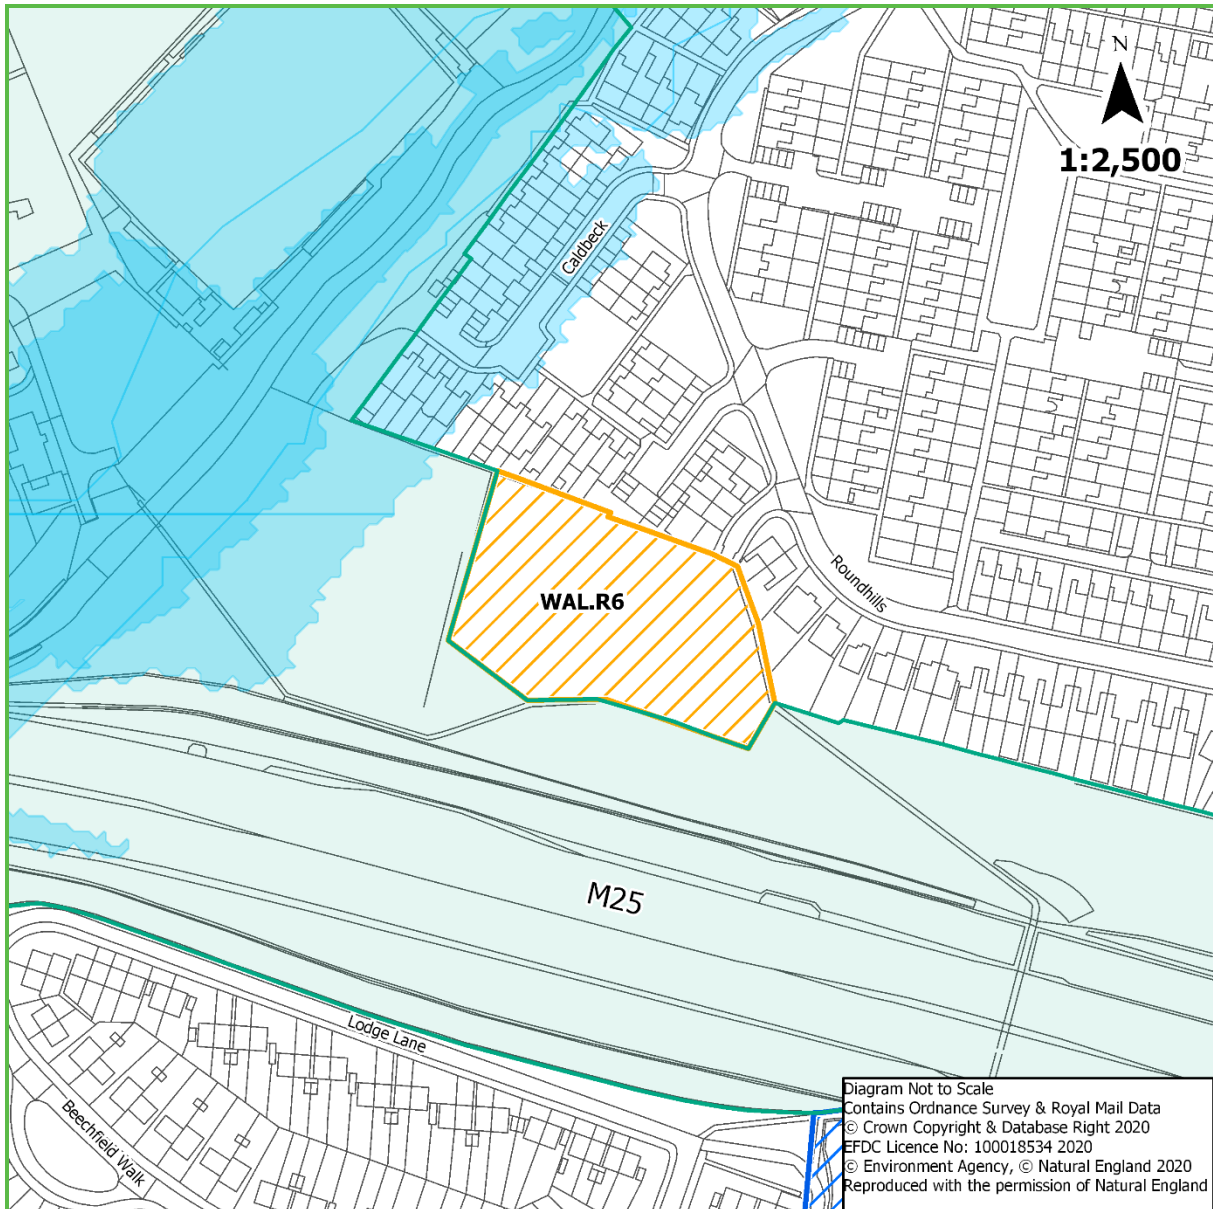 N
1:2,500
Caldbeck
Roundhills
WAL.R6
M25
Lodge Lane
Beechfield Walk
Diagram Not to Scale
Contains Ordnance Survey & Royal Mail Data
© Crown Copyright & Database Right 2020
EFDC Licence No: 100018534 2020
© Environment Agency, © Natural England 2020
Reproduced with the permission of Natural England